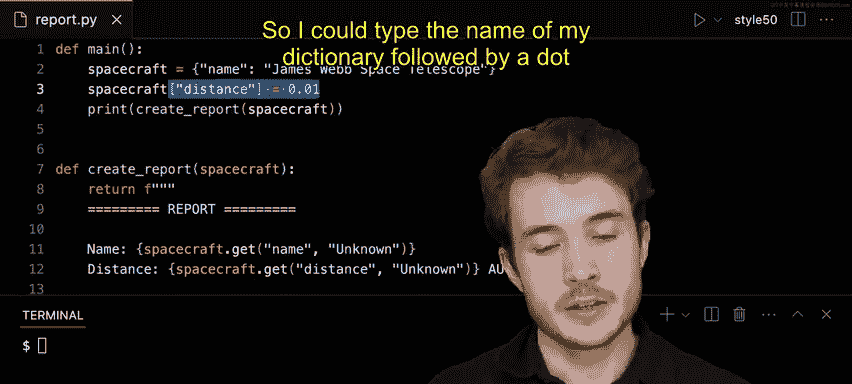 report.py ×
style50
So I could type the name of my
dictionary followed by a dot
1 def main():
2 spacecraft = {"name": "James Webb Space Telescope"}
3 spacecraft["distance"] = 0.01
4 print(create_report(spacecraft))
5
6
7 def create_report(spacecraft):
8 return f"""
9 ========= REPORT =========
10
11 Name: {spacecraft.get("name", "Unknown")}
12 Distance: {spacecraft.get("distance", "Unknown")} AU
13
TERMINAL
$